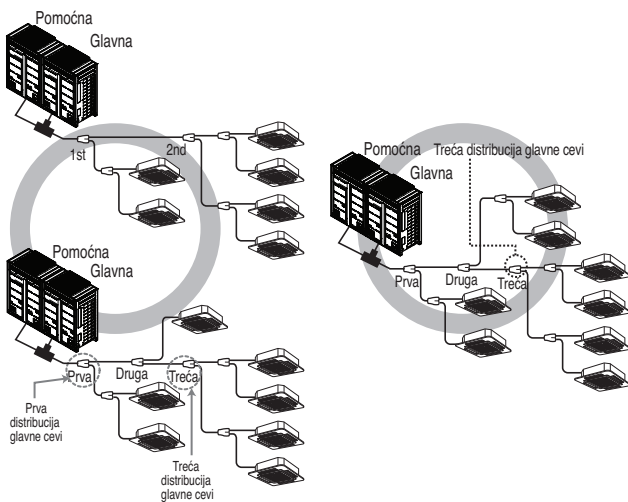 Pomoćna
Glavna
1st
2nd
Pomoćna
Glavna
Prva
Druga
Treća
Prva
distribucija
glavne cevi
Treća
distribucija
glavne cevi
Pomoćna
Treća distribucija glavne cevi
Glavna
Prva
Druga
Treća